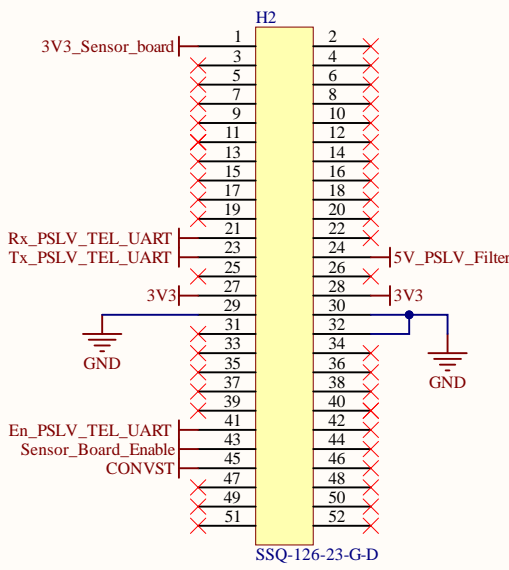 H2
3V3_Sensor_board 1 2
3 4
5 6
7 8
9 10
11 12
13 14
15 16
17 18
19 20
Rx_PSLV_TEL_UART 21 22
Tx_PSLV_TEL_UART 23 24 5V_PSLV_Filter
25 26
3V3 27 28 3V3
29 30
31 32
GND 33 34
35 36 GND
37 38
39 40
En_PSLV_TEL_UART 41 42
Sensor_Board_Enable 43 44
CONVST 45 46
47 48
49 50
51 52
SSQ-126-23-G-D